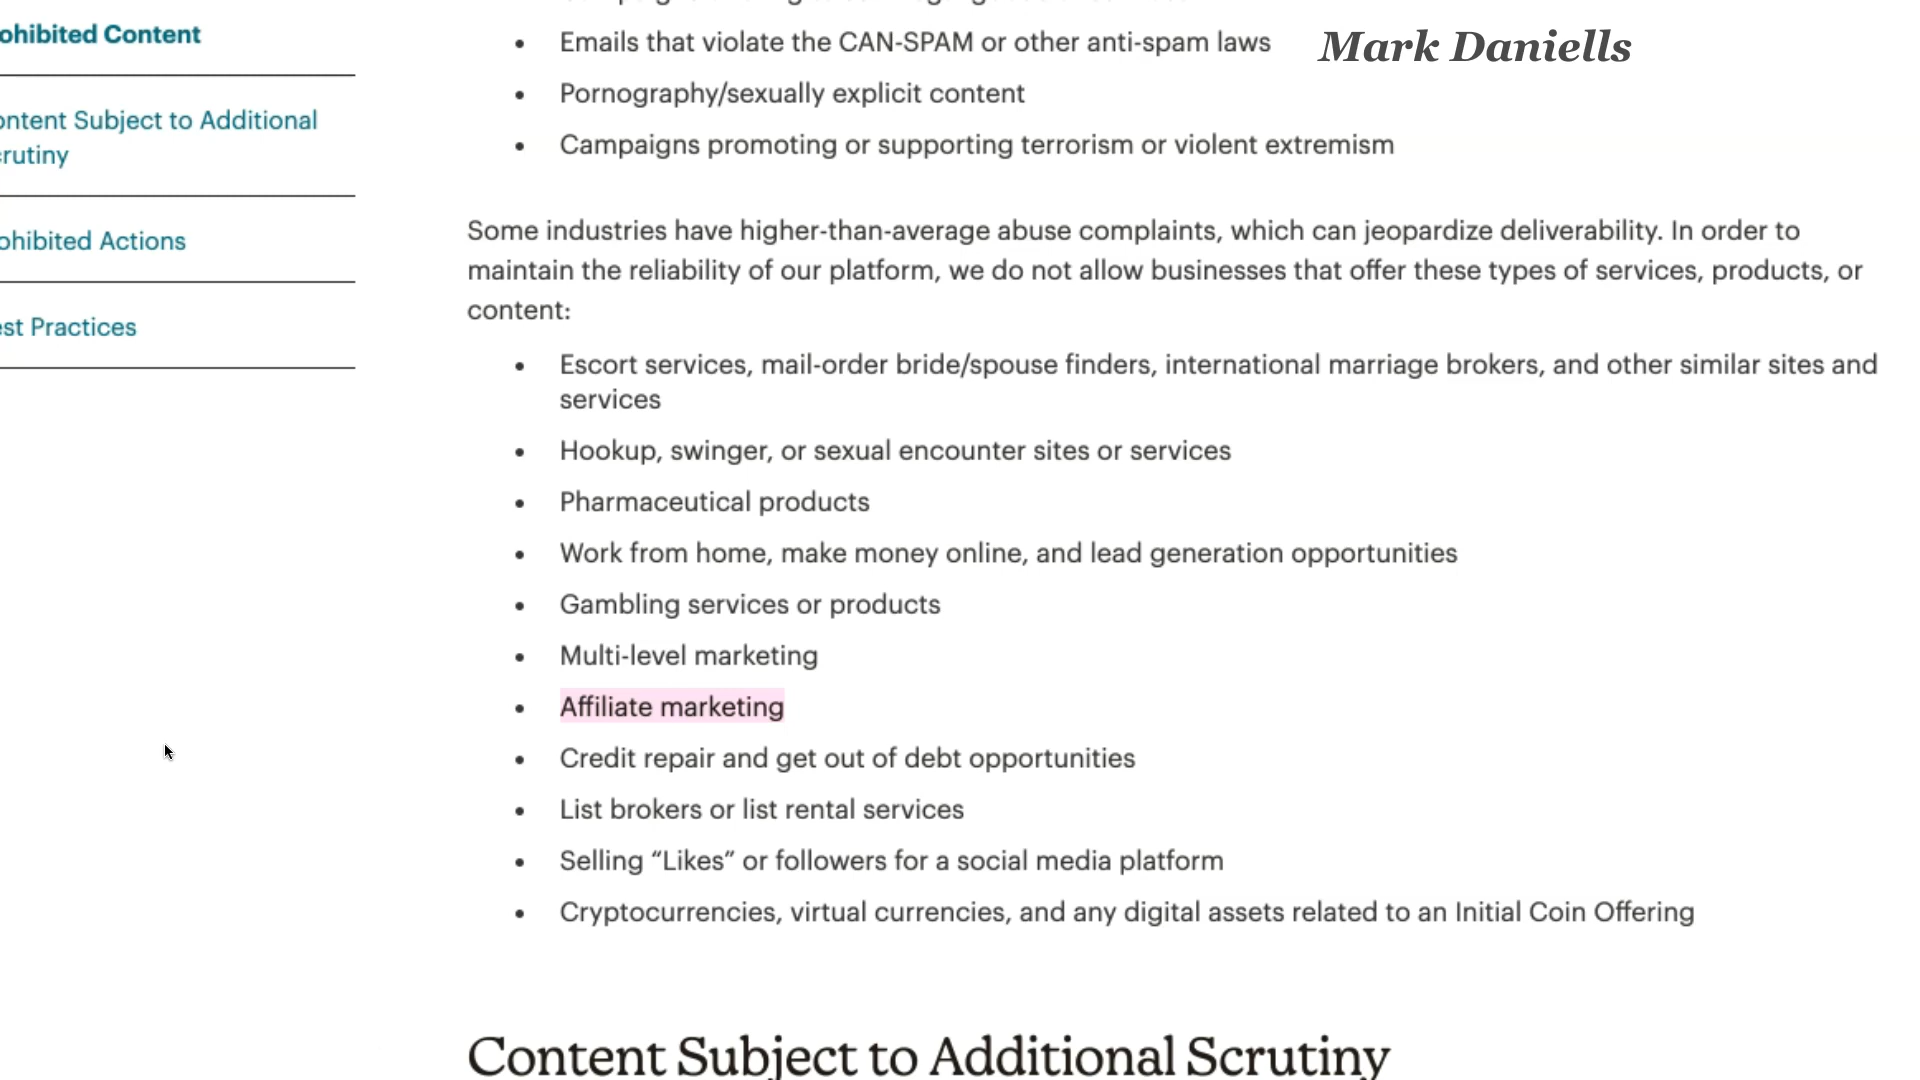 ohibited Content
ontent Subject to Additional
crutiny
ohibited Actions
est Practices
Emails that violate the CAN-SPAM or other anti-spam laws
Mark Daniells
Pornography/sexually explicit content
Campaigns promoting or supporting terrorism or violent extremism
Some industries have higher-than-average abuse complaints, which can jeopardize deliverability. In order to
maintain the reliability of our platform, we do not allow businesses that offer these types of services, products, or
content:
Escort services, mail-order bride/spouse finders, international marriage brokers, and other similar sites and
services
Hookup, swinger, or sexual encounter sites or services
Pharmaceutical products
Work from home, make money online, and lead generation opportunities
Gambling services or products
Multi-level marketing
Affiliate marketing
Credit repair and get out of debt opportunities
List brokers or list rental services
Selling “Likes” or followers for a social media platform
Cryptocurrencies, virtual currencies, and any digital assets related to an Initial Coin Offering
Content Subject to Additional Scrutiny